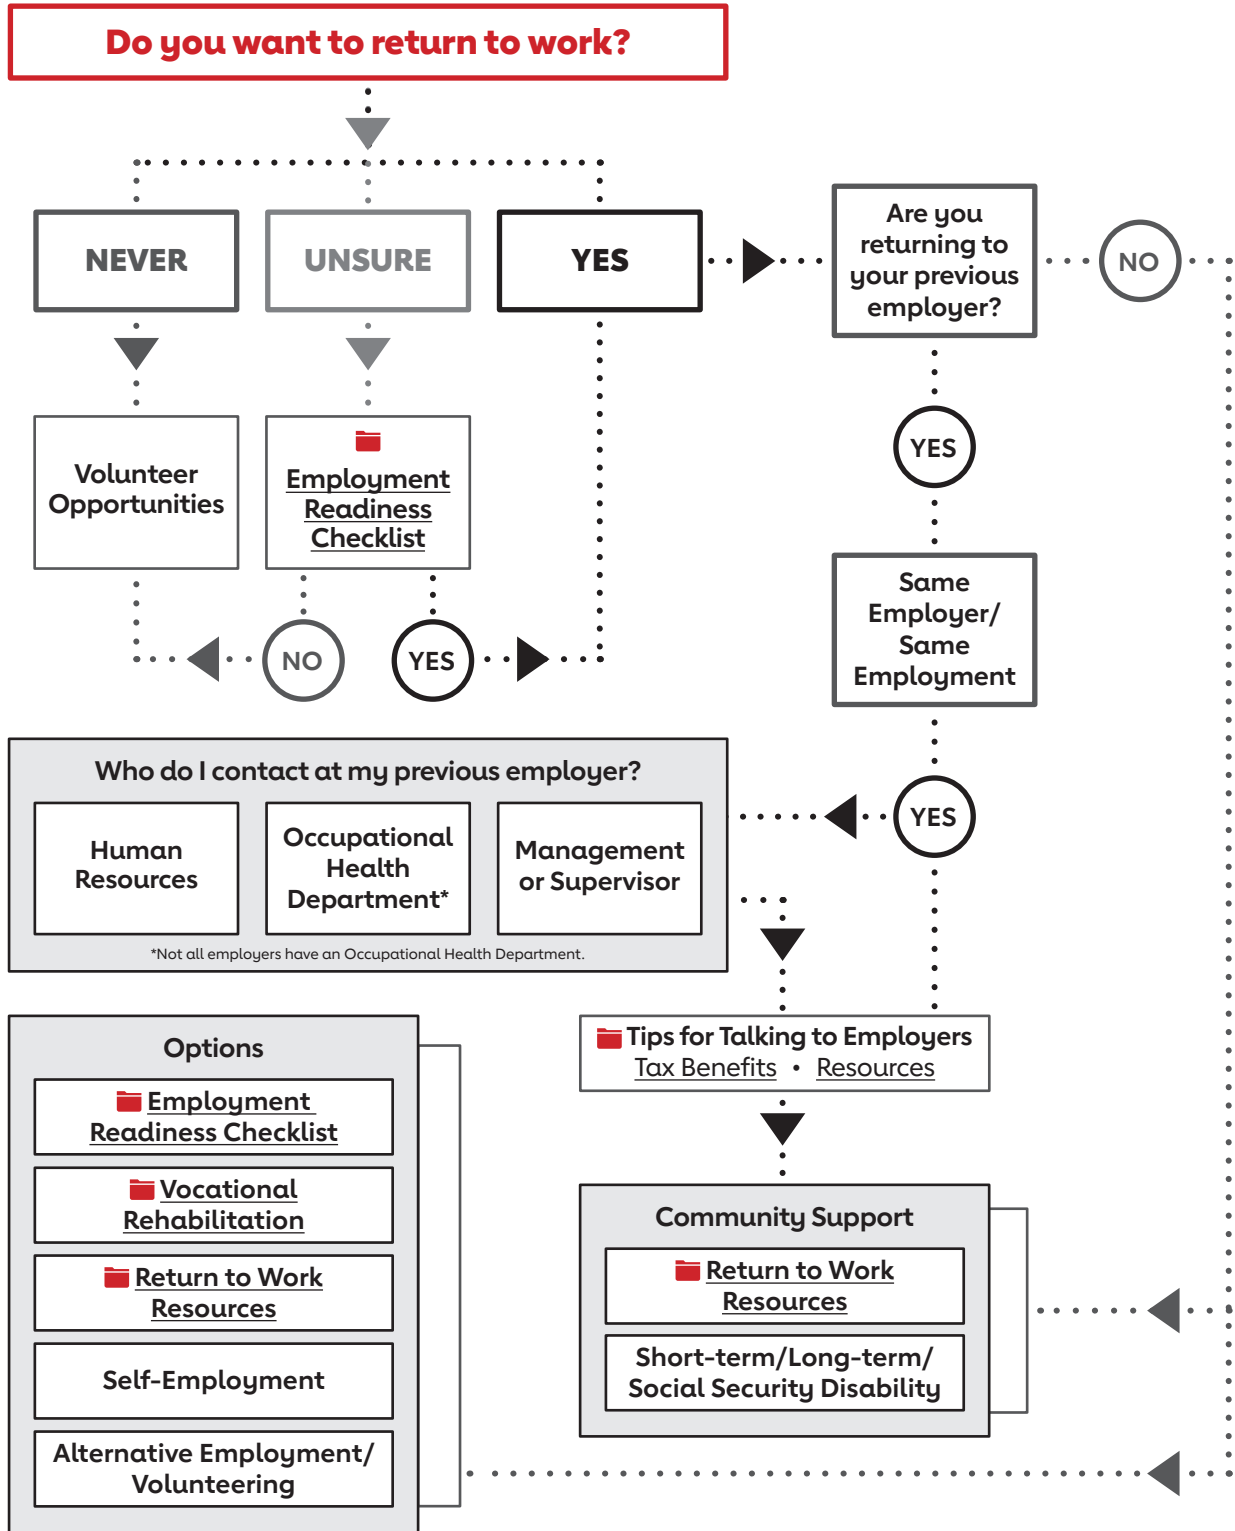 Do you want to return to work?
NEVER
UNSURE
YES
Are you
returning to
your previous
employer?
NO
Volunteer
Opportunities
Employment
Readiness
Checklist
YES
NO
YES
Same
Employer/
Same
Employment
Who do I contact at my previous employer?
Human
Resources
Occupational
Health
Department*
Management
or Supervisor
*Not all employers have an Occupational Health Department.
YES
Tips for Talking to Employers
Tax Benefits • Resources
Options
Employment
Readiness Checklist
Vocational
Rehabilitation
Return to Work
Resources
Self-Employment
Alternative Employment/
Volunteering
Community Support
Return to Work
Resources
Short-term/Long-term/
Social Security Disability